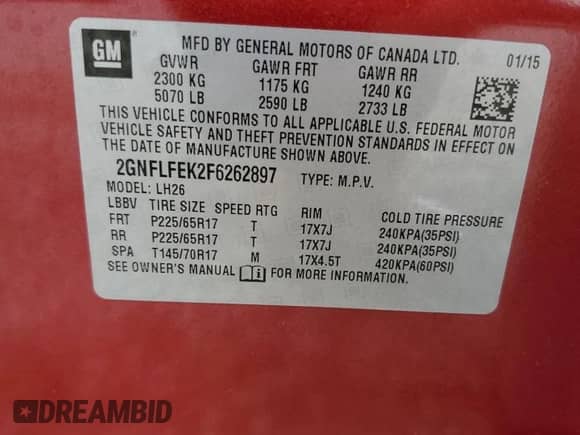 GM
MFD BY GENERAL MOTORS OF CANADA LTD. 01/15
GVWR GAWR FRT GAWR RR
2300 KG 1175 KG 1240 KG
5070 LB 2590 LB 2733 LB
THIS VEHICLE CONFORMS TO ALL APPLICABLE U.S. FEDERAL MOTOR
VEHICLE SAFETY AND THEFT PREVENTION STANDARDS IN EFFECT ON
THE DATE OF MANUFACTURE SHOWN ABOVE.
2GNFLFEK2F6262897 TYPE: M.P.V.
MODEL: LH26
LBBV TIRE SIZE SPEED RTG RIM COLD TIRE PRESSURE
FRT P225/65R17 T 17X7J 240KPA(35PSI)
RR P225/65R17 T 17X7J 240KPA(35PSI)
SPA T145/70R17 M 17X4.5T 420KPA(60PSI)
SEE OWNER'S MANUAL FOR MORE INFORMATION.
DREAMBID